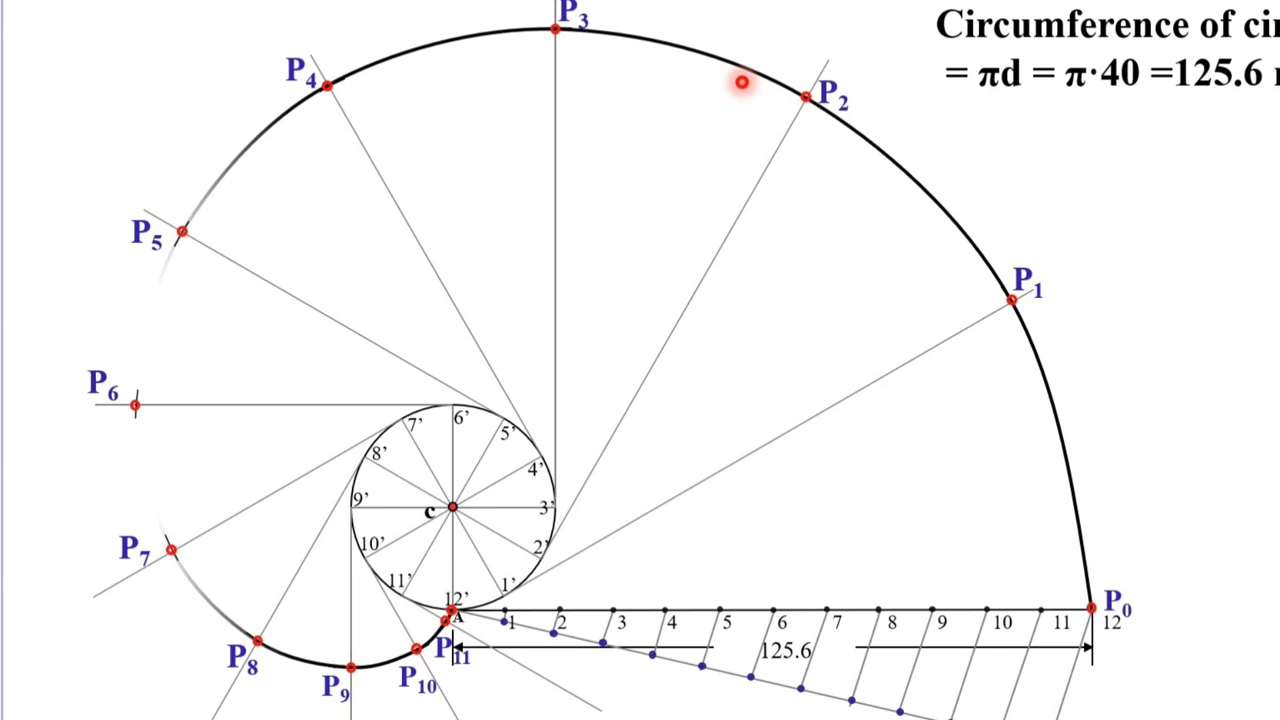 Circumference of cir
= πd = π·40 =125.6
P3
P4
P2
P5
P1
P6
6’
7’
5’
8’
4’
9’
c
3’
10’
2’
P7
11’
1’
12’
A
P0
1 2 3 4 5 6 7 8 9 10 11 12
125.6
P8
P11
P9
P10